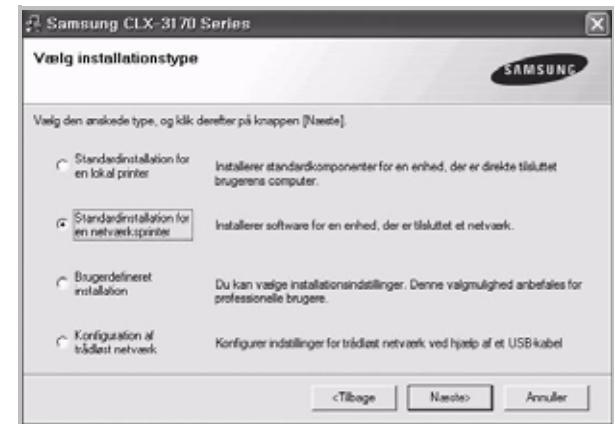 Samsung CLX-3170 Series
Vælg installationstype
SAMSUNG
Vælg den ønskede type, og klik derefter på knappen [Næste].
Standardinstallation for
en lokal printer
Installerer standardkomponenter for en enhed, der er direkte tilsluttet
brugerens computer.
Standardinstallation for
en netværksprinter
Installerer software for en enhed, der er tilsluttet et netværk.
Brugerdefineret
installation
Du kan vælge installationsindstillinger. Denne valgmulighed anbefales for
professionelle brugere.
Konfiguration af
trådløst netværk
Konfigurer indstillinger for trådløst netværk ved hjælp af et USB-kabel
<Tilbage
Næste>
Annuller